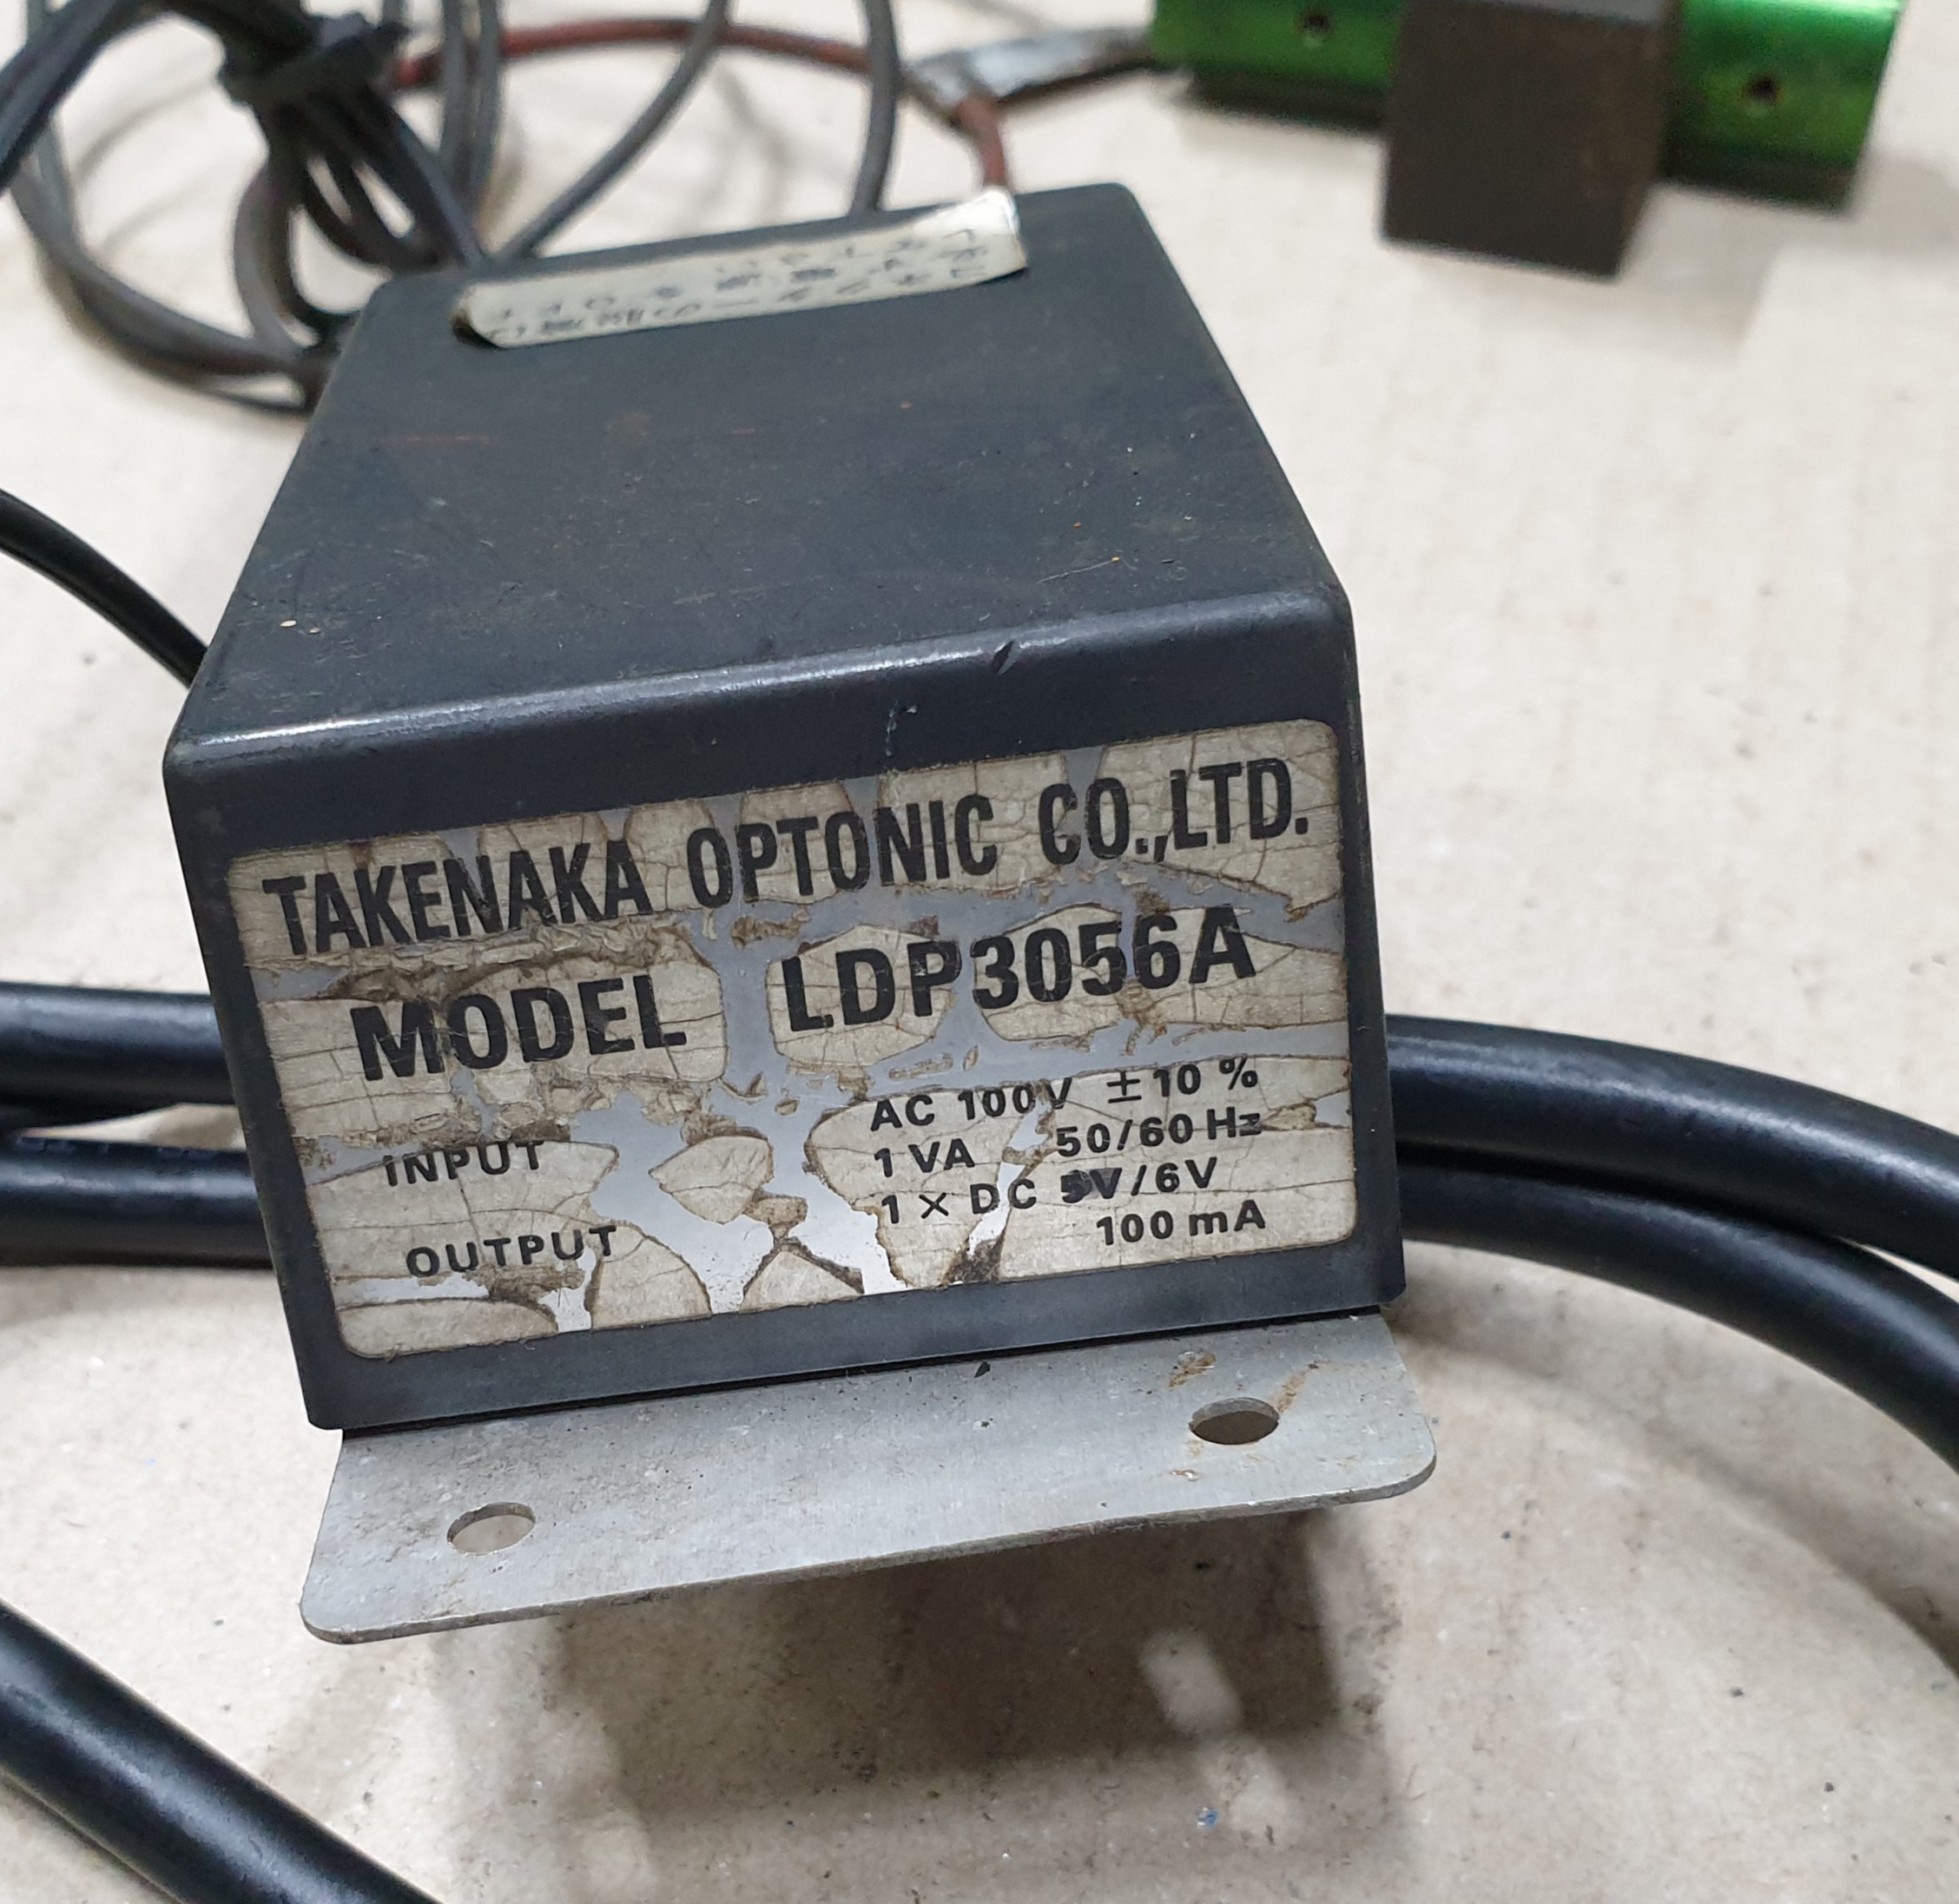 TAKENAKA OPTONIC CO.,LTD.
MODEL LDP3056A
INPUT AC 100V ±10 %
1 VA 50/60 Hz
OUTPUT 1 × DC 5V/6V
100 mA